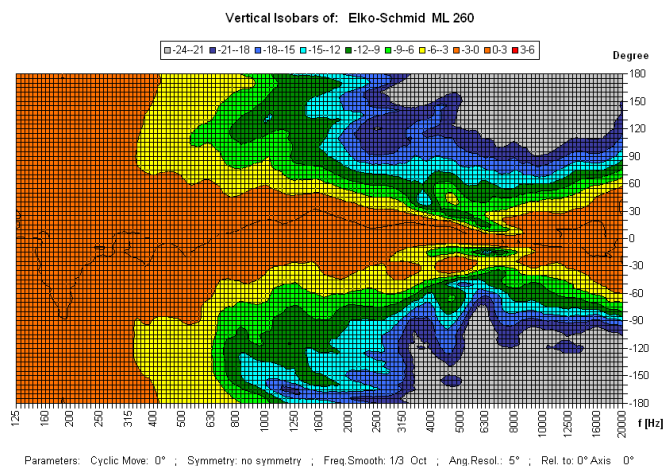 Vertical Isobars of: Elko-Schmid ML 260
-24--21 -21--18 -18--15 -15--12 -12--9 -9--6 -6--3 -3-0 0-3 3-6
Degree
180
150
120
90
60
30
0
-30
-60
-90
-120
-150
-180
125 160 200 250 315 400 500 630 800 1000 1250 1600 2000 2500 3150 4000 5000 6300 8000 10000 12500 16000 20000
f [Hz]
Parameters: Cyclic Move: 0° ; Symmetry: no symmetry ; Freq.Smooth: 1/3 Oct ; Ang.Resol.: 5° ; Rel. to: 0° Axis 0°